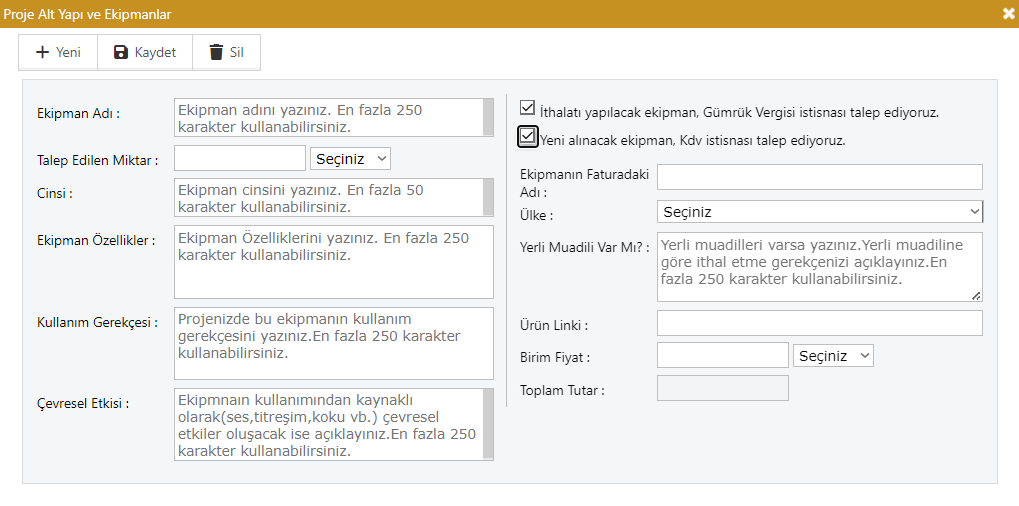 Proje Alt Yapı ve Ekipmanlar
Yeni
Kaydet
Sil
Ekipman Adı :
Ekipman adını yazınız. En fazla 250
karakter kullanabilirsiniz.
Talep Edilen Miktar :
Seçiniz
Cinsi :
Ekipman cinsini yazınız. En fazla 50
karakter kullanabilirsiniz.
Ekipman Özellikler :
Ekipman Özelliklerini yazınız. En fazla 250
karakter kullanabilirsiniz.
Kullanım Gerekçesi :
Projenizde bu ekipmanın kullanım
gerekçesini yazınız.En fazla 250 karakter
kullanabilirsiniz.
Çevresel Etkisi :
Ekipmnaın kullanımından kaynaklı
olarak(ses,titreşim,koku vb.) çevresel
etkiler oluşacak ise açıklayınız.En fazla 250
karakter kullanabilirsiniz.
İthalatı yapılacak ekipman, Gümrük Vergisi istisnası talep ediyoruz.
Yeni alınacak ekipman, Kdv istisnası talep ediyoruz.
Ekipmanın Faturadaki
Adı :
Ülke :
Seçiniz
Yerli Muadili Var Mı? :
Yerli muadilleri varsa yazınız.Yerli muadiline
göre ithal etme gerekçenizi açıklayınız.En
fazla 250 karakter kullanabilirsiniz.
Ürün Linki :
Birim Fiyat :
Seçiniz
Toplam Tutar :